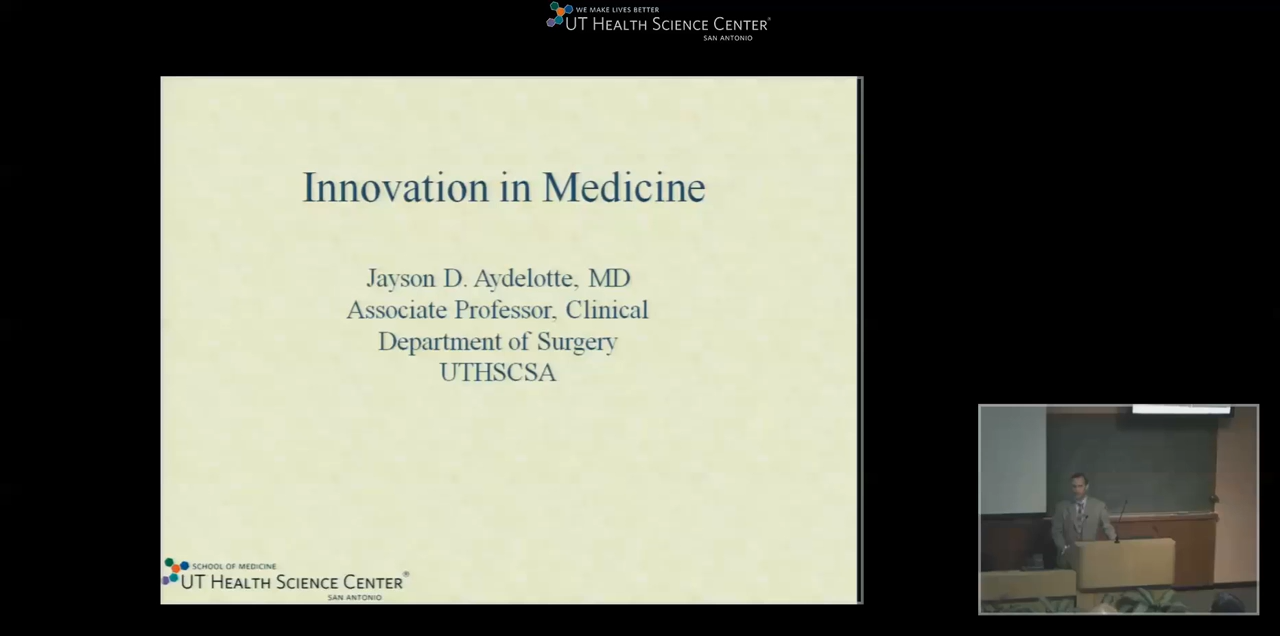 WE MAKE LIVES BETTER
UT HEALTH SCIENCE CENTER®
SAN ANTONIO
Innovation in Medicine
Jayson D. Aydelotte, MD
Associate Professor, Clinical
Department of Surgery
UTHSCSA
SCHOOL OF MEDICINE
UT HEALTH SCIENCE CENTER®
SAN ANTONIO